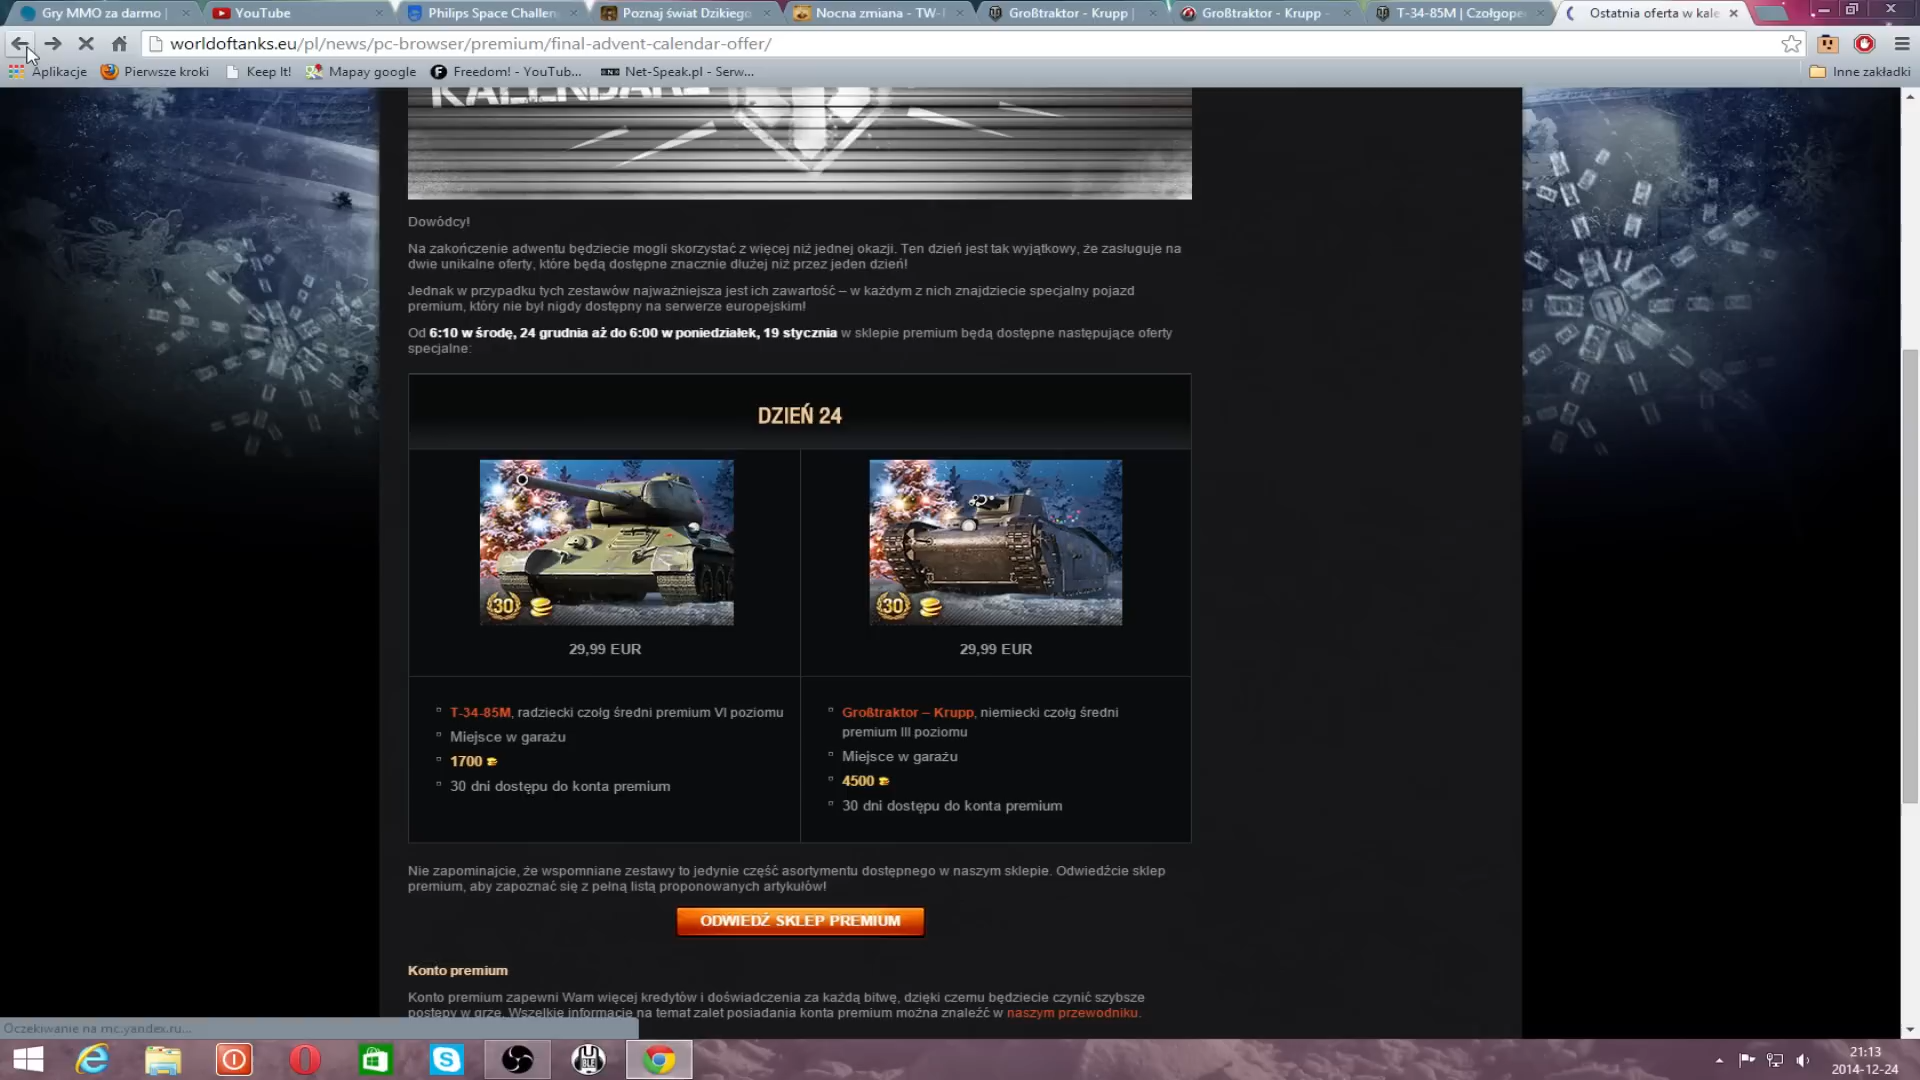 Gry MMO za darmo |
YouTube
Philips Space Challen
Poznaj świat Dzikiego
Nocna zmiana - TW-
Großtraktor - Krupp |
Großtraktor - Krupp -
T-34-85M | Czołgope
Ostatnia oferta w kale
worldoftanks.eu/pl/news/pc-browser/premium/final-advent-calendar-offer/
Aplikacje
Pierwsze kroki
Keep It!
Mapay google
Freedom! - YouTub...
Net-Speak.pl - Serw...
Inne zakładki
KALENDARZ
Dowódcy!
Na zakończenie adwentu będziecie mogli skorzystać z więcej niż jednej okazji. Ten dzień jest tak wyjątkowy, że zasługuje na
dwie unikalne oferty, które będą dostępne znacznie dłużej niż przez jeden dzień!
Jednak w przypadku tych zestawów najważniejsza jest ich zawartość – w każdym z nich znajdziecie specjalny pojazd
premium, który nie był nigdy dostępny na serwerze europejskim!
Od 6:10 w środę, 24 grudnia aż do 6:00 w poniedziałek, 19 stycznia w sklepie premium będą dostępne następujące oferty
specjalne:
DZIEŃ 24
30
30
29,99 EUR
29,99 EUR
T-34-85M, radziecki czołg średni premium VI poziomu
Miejsce w garażu
1700
30 dni dostępu do konta premium
Großtraktor – Krupp, niemiecki czołg średni
premium III poziomu
Miejsce w garażu
4500
30 dni dostępu do konta premium
Nie zapominajcie, że wspomniane zestawy to jedynie część asortymentu dostępnego w naszym sklepie. Odwiedźcie sklep
premium, aby zapoznać się z pełną listą proponowanych artykułów!
ODWIEDŹ SKLEP PREMIUM
Konto premium
Konto premium zapewni Wam więcej kredytów i doświadczenia za każdą bitwę, dzięki czemu będziecie czynić szybsze
postępy w grze. Wszelkie informacje na temat zalet posiadania konta premium można znaleźć w naszym przewodniku.
Oczekiwanie na mc.yandex.ru...
21:13
2014-12-24